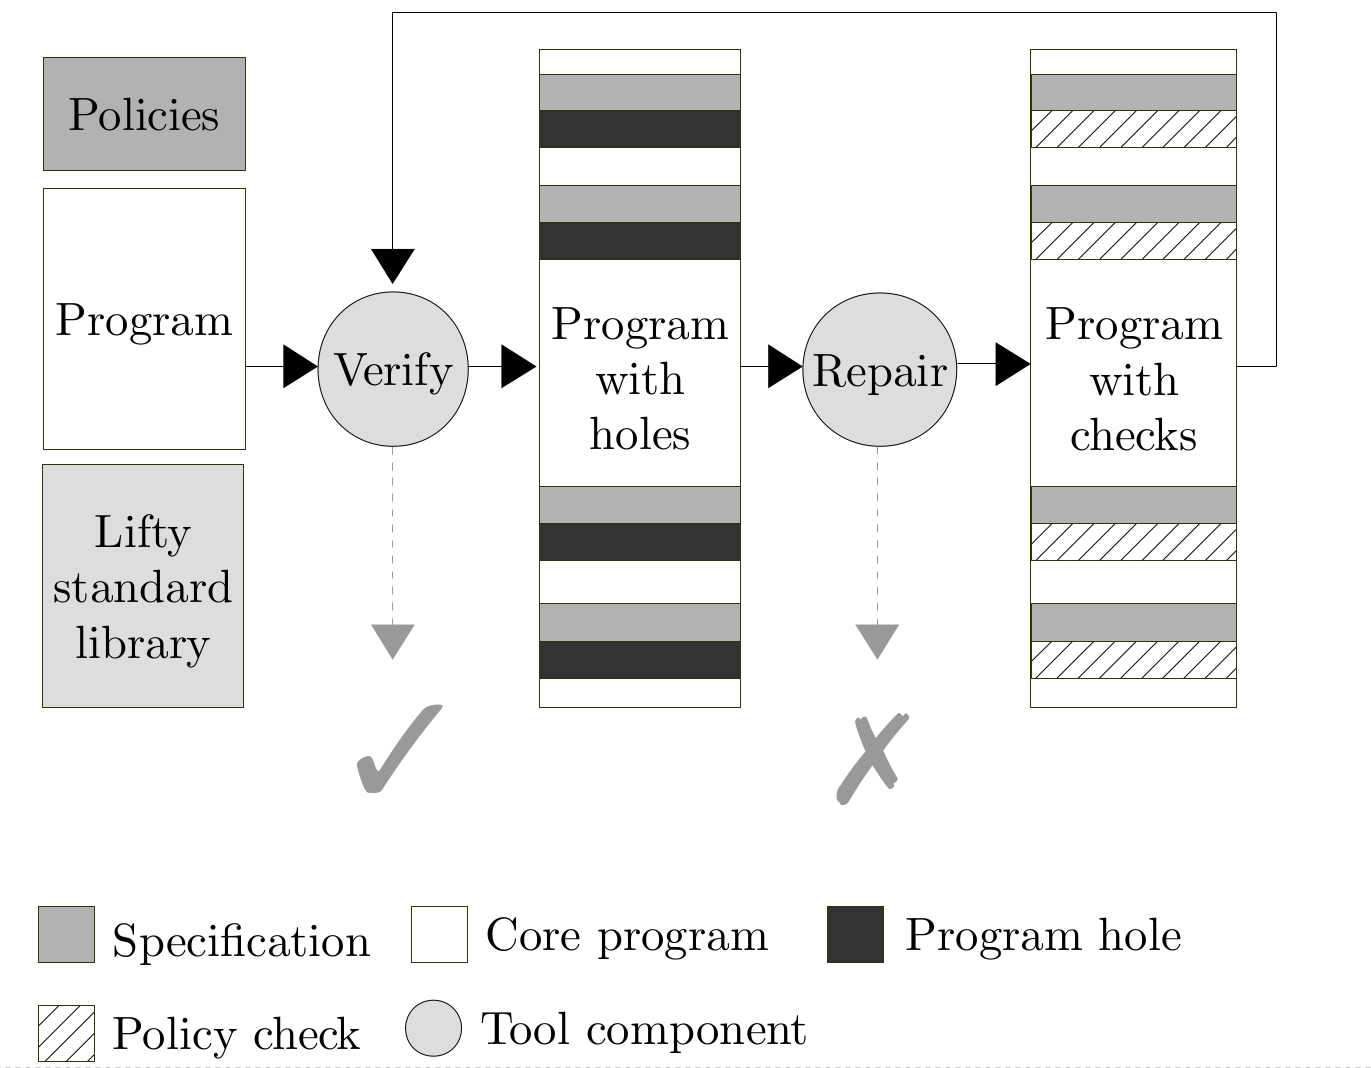 Policies
Program
Lifty
standard
library
Verify
Program
with
holes
Repair
Program
with
checks
Specification
Core program
Program hole
Policy check
Tool component